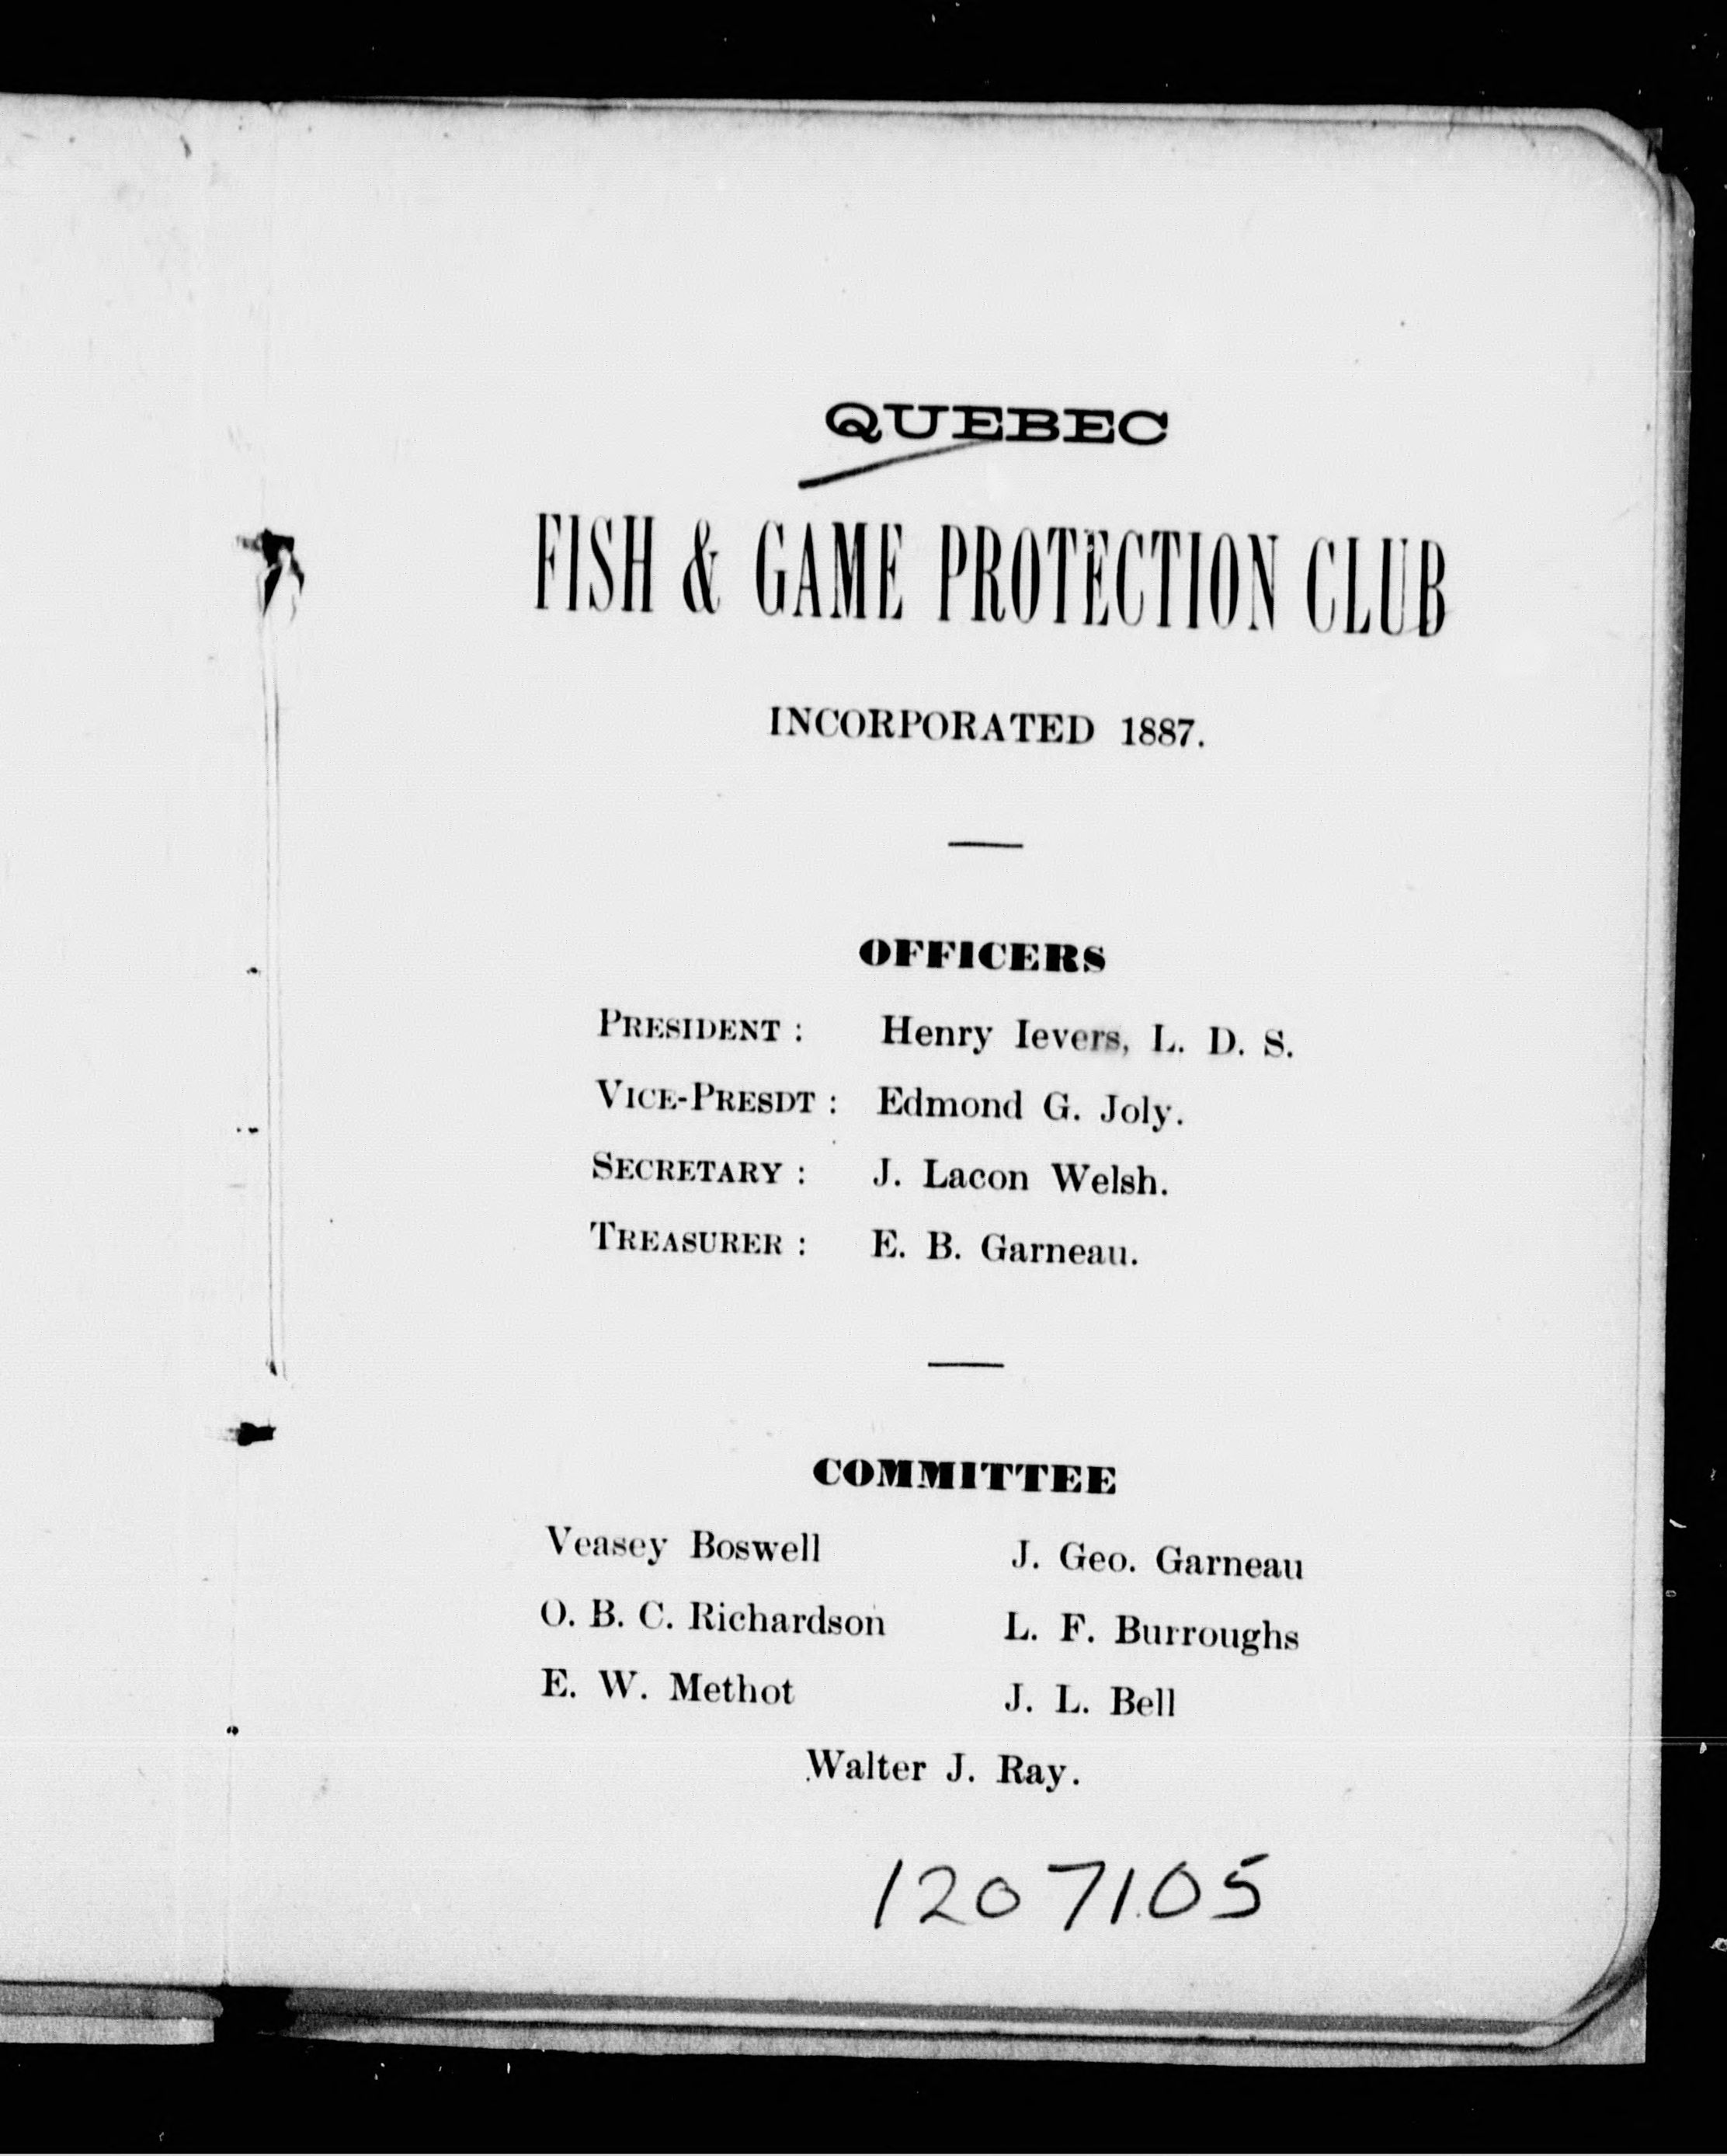 QUEBEC
FISH & GAME PROTECTION CLUB
INCORPORATED 1887.
OFFICERS
PRESIDENT : Henry Ievers, L. D. S.
VICE-PRESDT : Edmond G. Joly.
SECRETARY : J. Lacon Welsh.
TREASURER : E. B. Garneau.
COMMITTEE
Veasey Boswell J. Geo. Garneau
O. B. C. Richardson L. F. Burroughs
E. W. Methot J. L. Bell
Walter J. Ray.
1207105